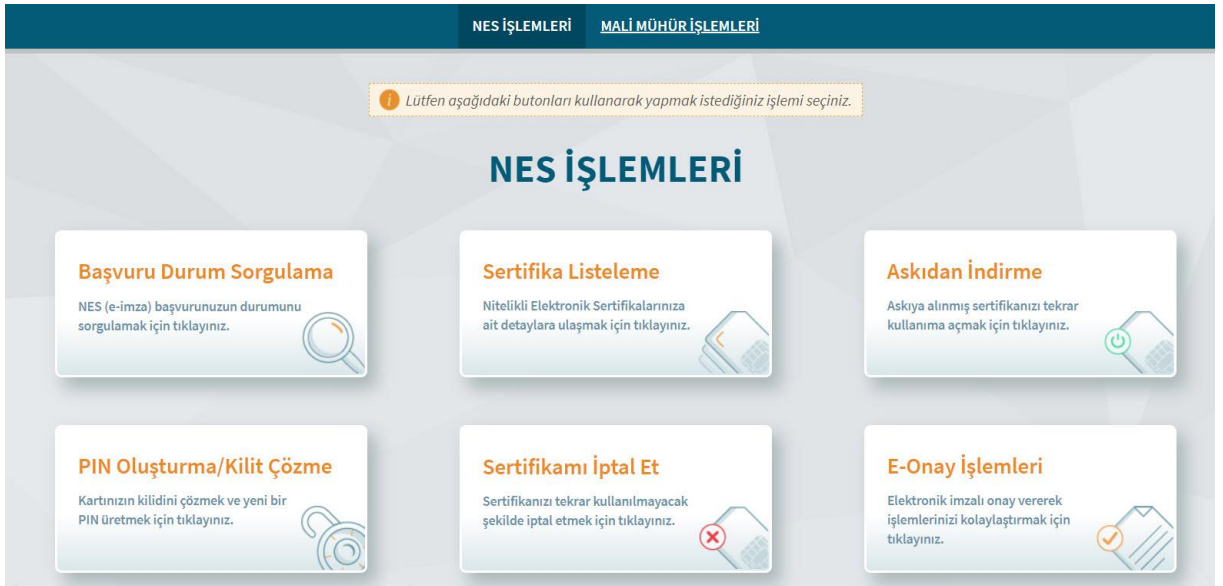 NES İŞLEMLERİ MALİ MÜHÜR İŞLEMLERİ
Lütfen aşağıdaki butonları kullanarak yapmak istediğiniz işlemi seçiniz.
NES İŞLEMLERİ
Başvuru Durum Sorgulama
NES (e-imza) başvurunuzun durumunu
sorgulamak için tıklayınız.
Sertifika Listeleme
Nitelikli Elektronik Sertifikalarınıza
ait detaylara ulaşmak için tıklayınız.
Askıdan İndirme
Askıya alınmış sertifikanızı tekrar
kullanıma açmak için tıklayınız.
PIN Oluşturma/Kilit Çözme
Kartınızın kilidini çözmek ve yeni bir
PIN üretmek için tıklayınız.
Sertifikamı İptal Et
Sertifikanızı tekrar kullanılmayacak
şekilde iptal etmek için tıklayınız.
E-Onay İşlemleri
Elektronik imzalı onay vererek
işlemlerinizi kolaylaştırmak için
tıklayınız.